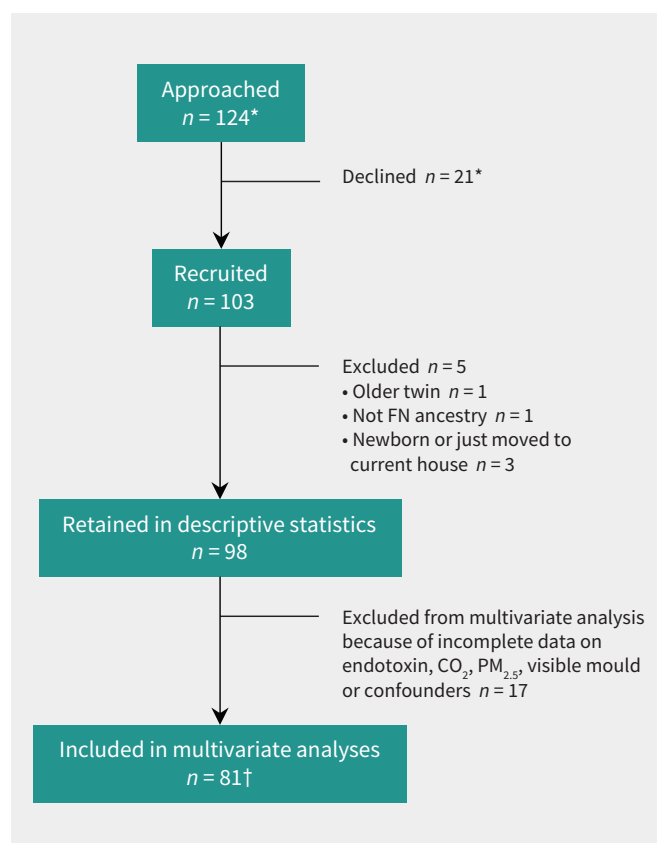 Approached
n = 124*
Declined n = 21*
Recruited
n = 103
Excluded n = 5
• Older twin n = 1
• Not FN ancestry n = 1
• Newborn or just moved to
current house n = 3
Retained in descriptive statistics
n = 98
Excluded from multivariate analysis
because of incomplete data on
endotoxin, CO₂, PM₂.₅, visible mould
or confounders n = 17
Included in multivariate analyses
n = 81†